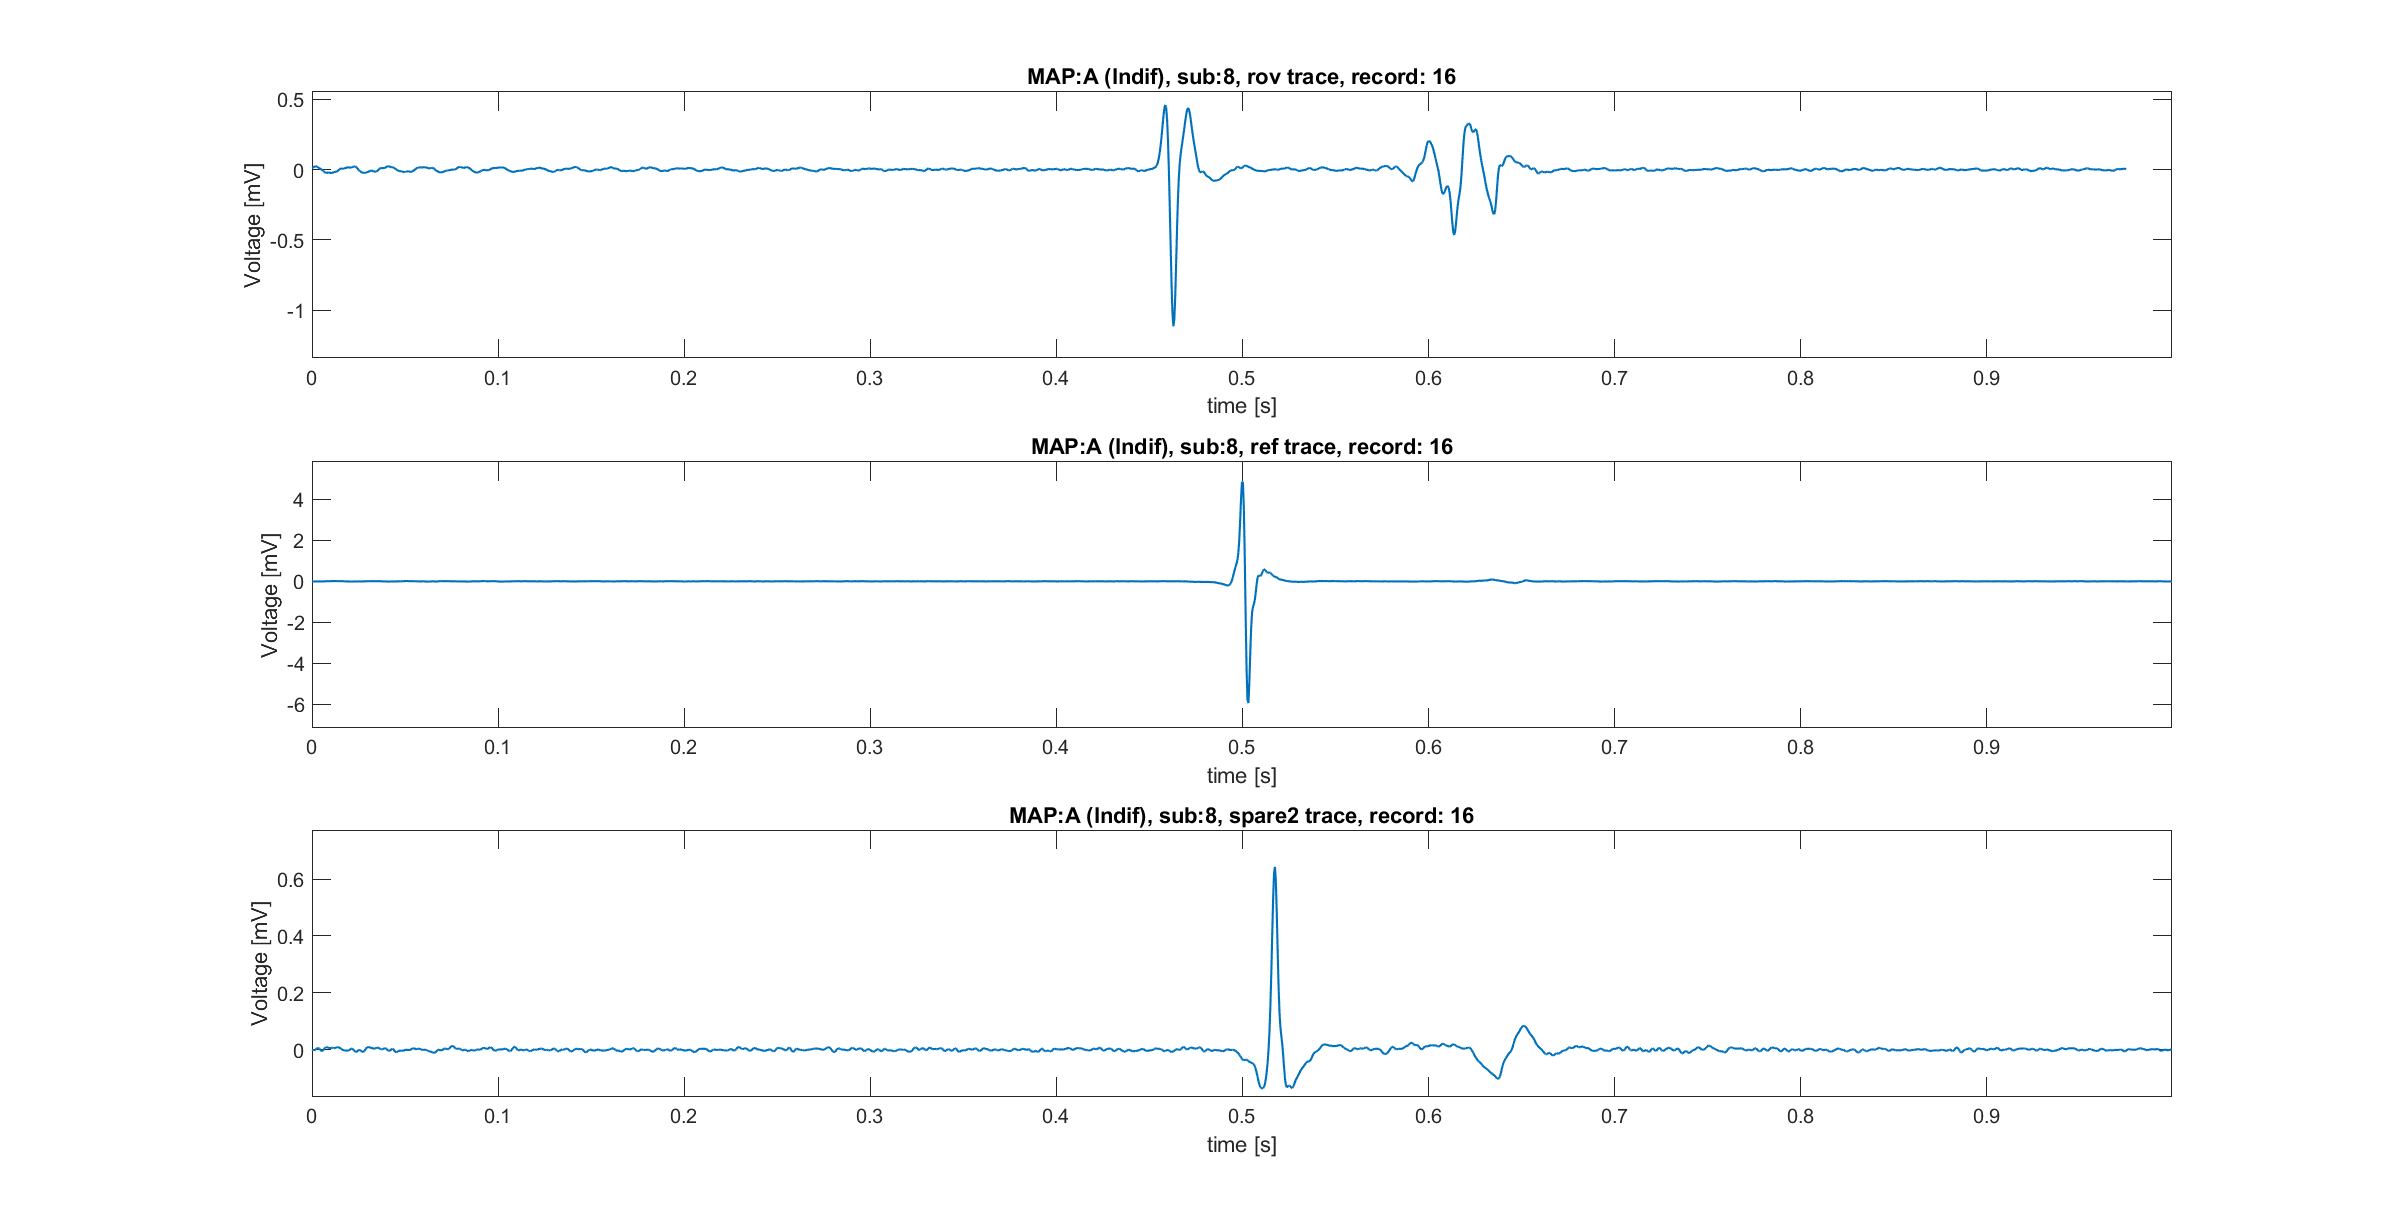 MAP:A (Indif), sub:8, rov trace, record: 16
Voltage [mV]
0.5
0
-0.5
-1
0 0.1 0.2 0.3 0.4 0.5 0.6 0.7 0.8 0.9
time [s]
MAP:A (Indif), sub:8, ref trace, record: 16
Voltage [mV]
4
2
0
-2
-4
-6
0 0.1 0.2 0.3 0.4 0.5 0.6 0.7 0.8 0.9
time [s]
MAP:A (Indif), sub:8, spare2 trace, record: 16
Voltage [mV]
0.6
0.4
0.2
0
0 0.1 0.2 0.3 0.4 0.5 0.6 0.7 0.8 0.9
time [s]